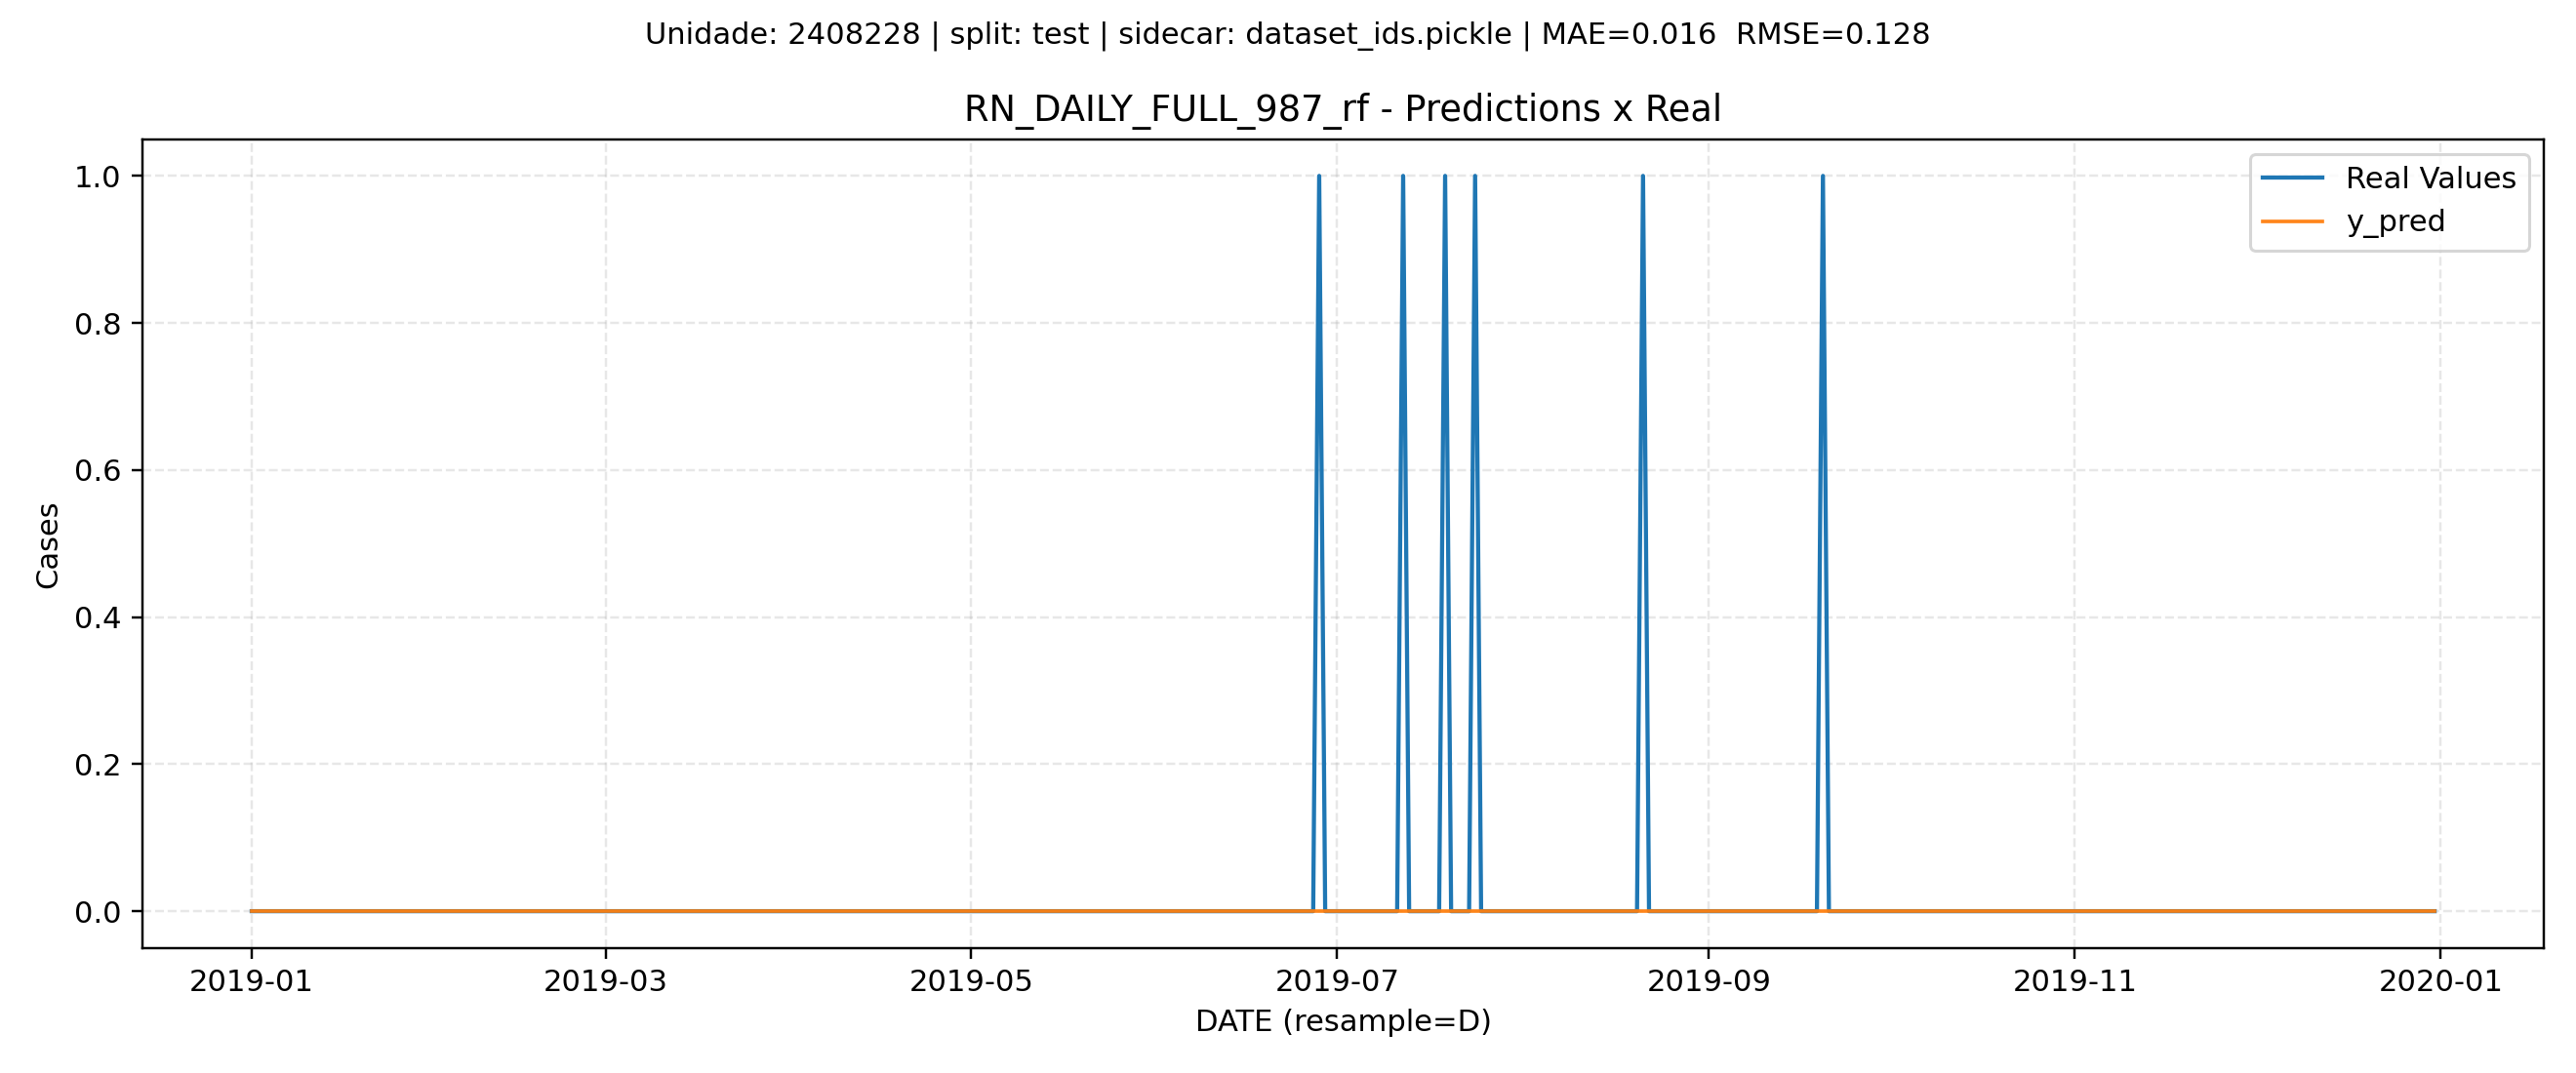 Unidade: 2408228 | split: test | sidecar: dataset_ids.pickle | MAE=0.016  RMSE=0.128
RN_DAILY_FULL_987_rf - Predictions x Real
Real Values
y_pred
Cases
1.0
0.8
0.6
0.4
0.2
0.0
2019-01
2019-03
2019-05
2019-07
2019-09
2019-11
2020-01
DATE (resample=D)